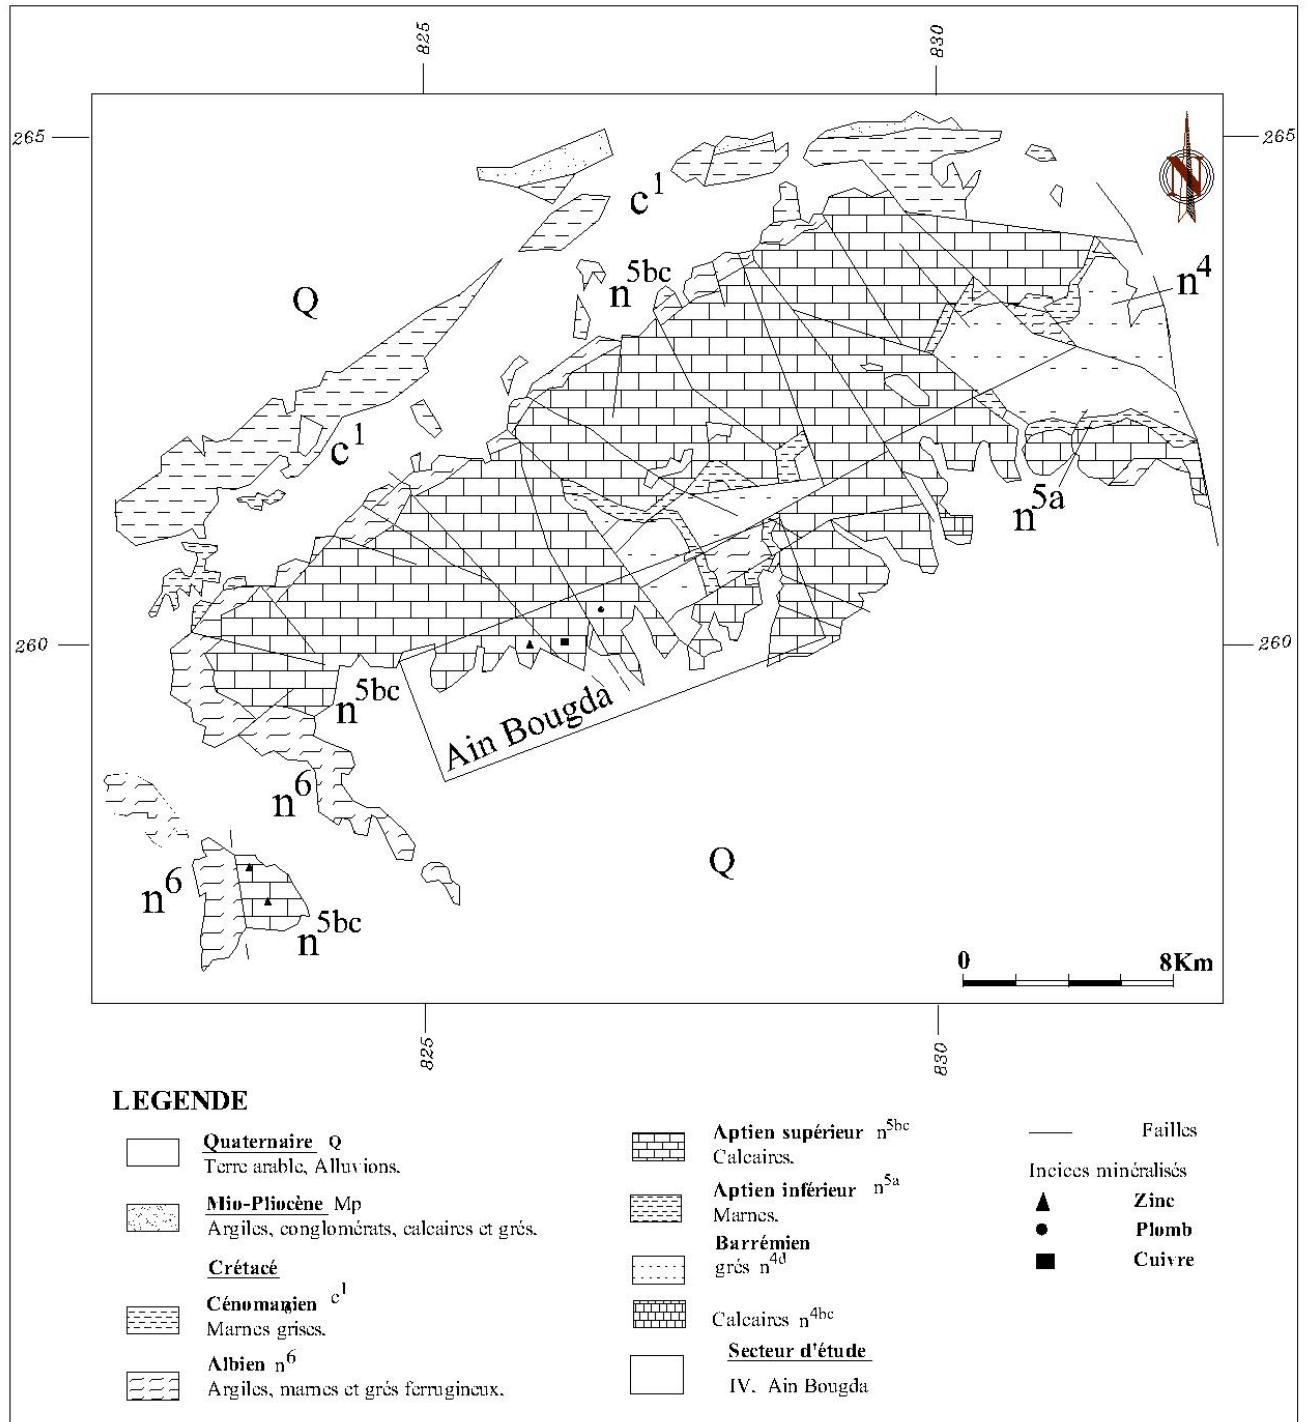 825
830
265
265
N
c1
n5bc
n4
Q
c1
n5a
260
260
n5bc
Ain Bougda
n6
Q
n6
n5bc
0 8Km
825
830
LEGENDE
Quaternaire Q
Terre arable, Alluvions.
Mio-Pliocène Mp
Argiles, conglomérats, calcaires et grés.
Crétacé
Cénomanien c1
Marnes grises.
Albien n6
Argiles, marnes et grés ferrugineux.
Aptien supérieur n5bc
Calcaires.
Aptien inférieur n5a
Marnes.
Barrémien
grés n4d
Calcaires n4bc
Secteur d'étude
IV. Ain Bougda
Failles
Indices minéralisés
Zinc
Plomb
Cuivre